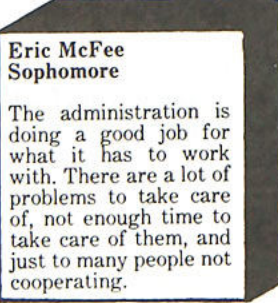 Eric McFee
Sophomore
The administration is
doing a good job for
what it has to work
with. There are a lot of
problems to take care
of, not enough time to
take care of them, and
just to many people not
cooperating.